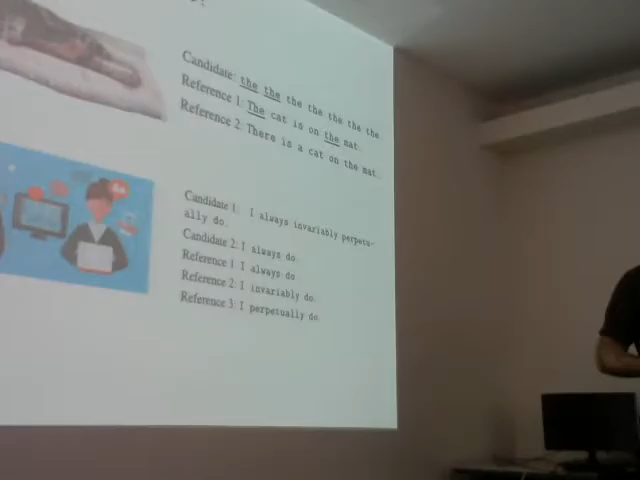 Candidate: the the the the the the the
Reference 1: The cat is on the mat.
Reference 2: There is a cat on the mat.
Candidate 1: I always invariably perpetu-
ally do.
Candidate 2: I always do.
Reference 1: I always do
Reference 2: I invariably do.
Reference 3: I perpetually do.